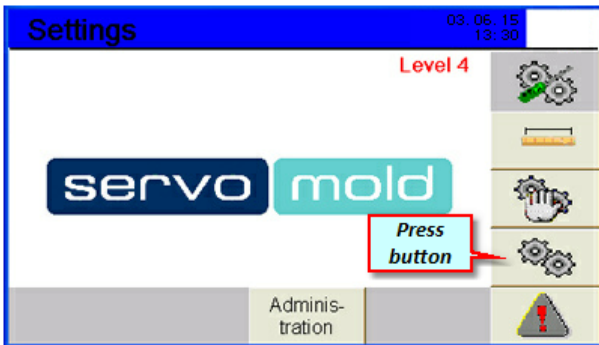 Settings
03.06.15
13:30
Level 4
servo mold
Press
button
Adminis-
tration